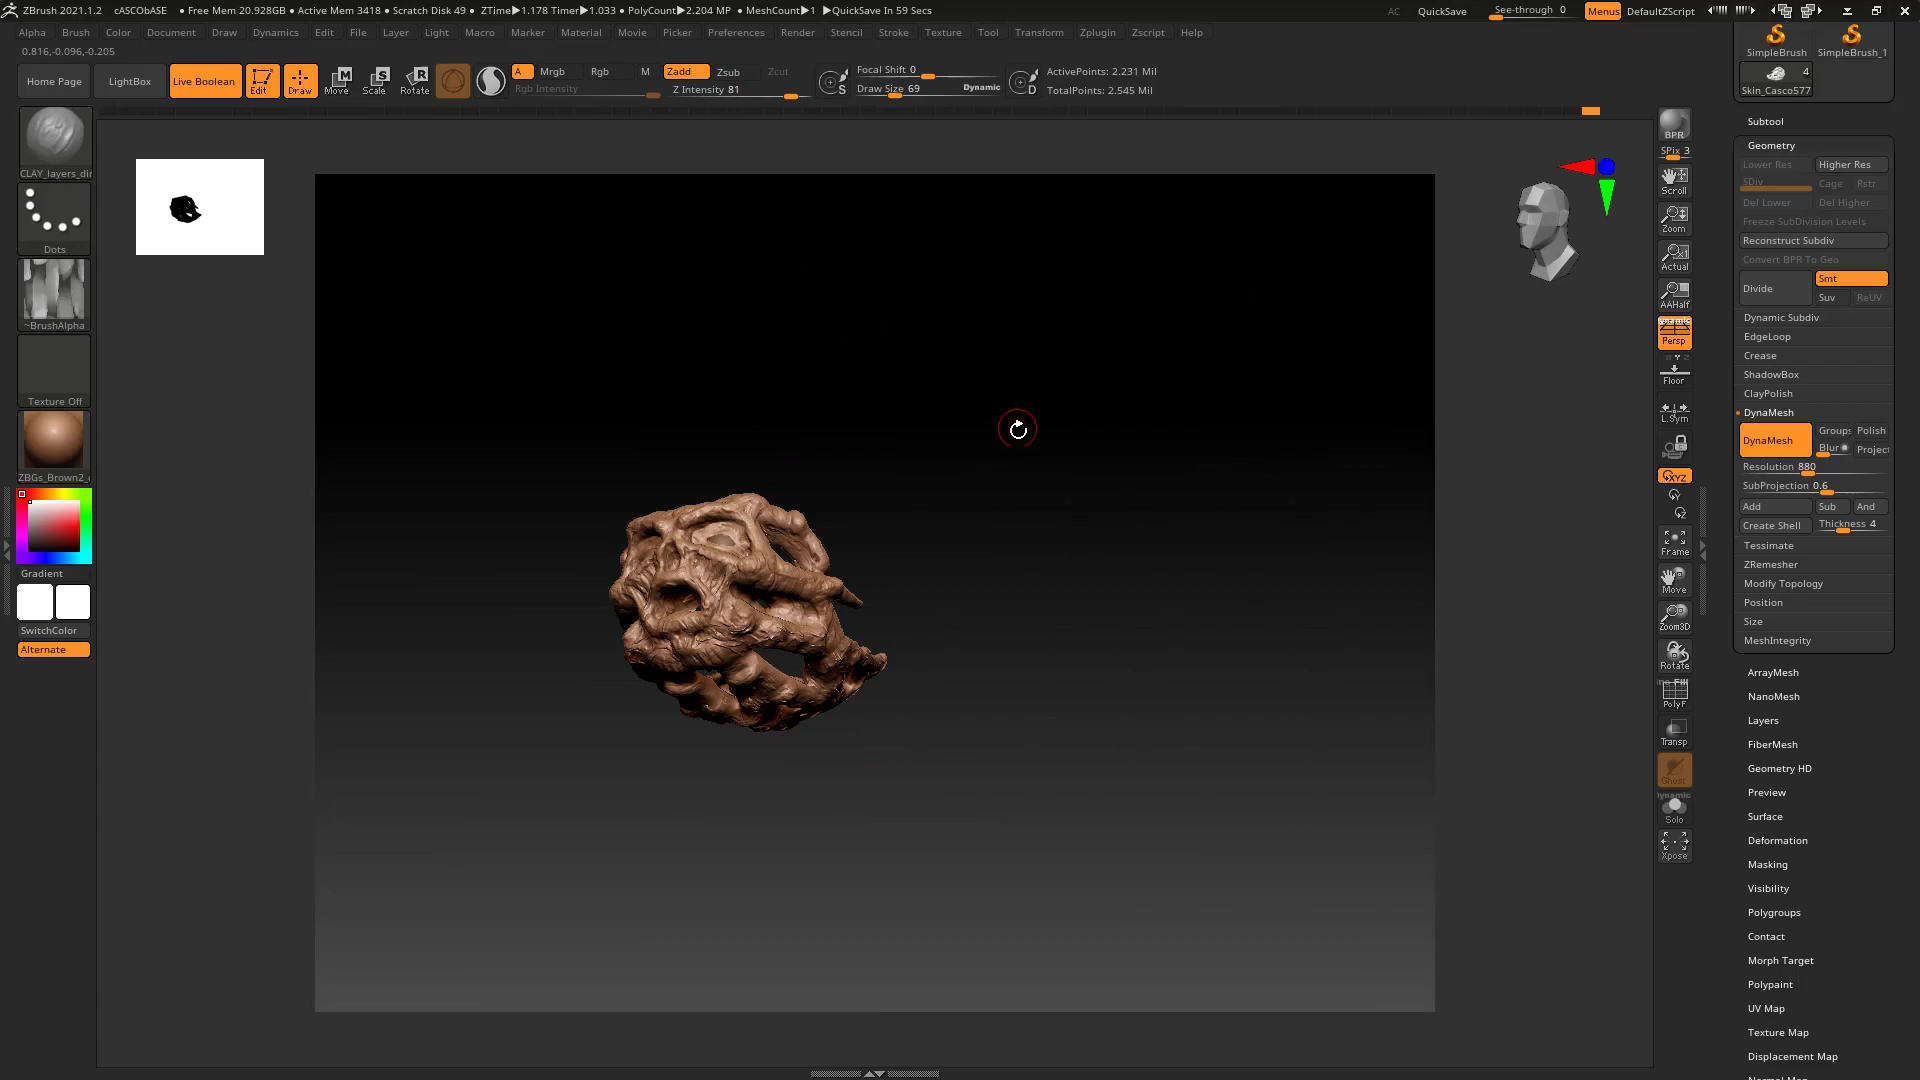 ZBrush 2021.1.2 cASCObASE • Free Mem 20.928GB • Active Mem 3418 • Scratch Disk 49 • ZTime▶1.178 Timer▶1.033 • PolyCount▶2.204 MP • MeshCount▶1 ▶QuickSave In 59 Secs AC QuickSave See-through 0 Menus DefaultZScript
Alpha Brush Color Document Draw Dynamics Edit File Layer Light Macro Marker Material Movie Picker Preferences Render Stencil Stroke Texture Tool Transform Zplugin Zscript Help
0.816,-0.096,-0.205
Home Page LightBox Live Boolean Edit Draw Move Scale Rotate A Mrgb Rgb M Zadd Zsub Zcut
Rgb Intensity Z Intensity 81
S Focal Shift 0
Draw Size 69 Dynamic D
ActivePoints: 2.231 Mil
TotalPoints: 2.545 Mil
CLAY_layers_dir
Dots
~BrushAlpha
Texture Off
ZBGs_Brown2_
Gradient
SwitchColor
Alternate
BPR
SPix 3
Scroll
Zoom
Actual
AAHalf
Dynamic
Persp
Floor
L.Sym
XYZ
Y
Z
Frame
Move
Zoom3D
Rotate
PolyF
Transp
Ghost
Dynamic
Solo
Xpose
SimpleBrush SimpleBrush_1
4
Skin_Casco577
Subtool
Geometry
Lower Res Higher Res
SDiv Cage Rstr
Del Lower Del Higher
Freeze SubDivision Levels
Reconstruct Subdiv
Convert BPR To Geo
Divide Smt
Suv ReUV
Dynamic Subdiv
EdgeLoop
Crease
ShadowBox
ClayPolish
DynaMesh
DynaMesh Groups Polish
Blur Project
Resolution 880
SubProjection 0.6
Add Sub And
Create Shell Thickness 4
Tessimate
ZRemesher
Modify Topology
Position
Size
MeshIntegrity
ArrayMesh
NanoMesh
Layers
FiberMesh
Geometry HD
Preview
Surface
Deformation
Masking
Visibility
Polygroups
Contact
Morph Target
Polypaint
UV Map
Texture Map
Displacement Map